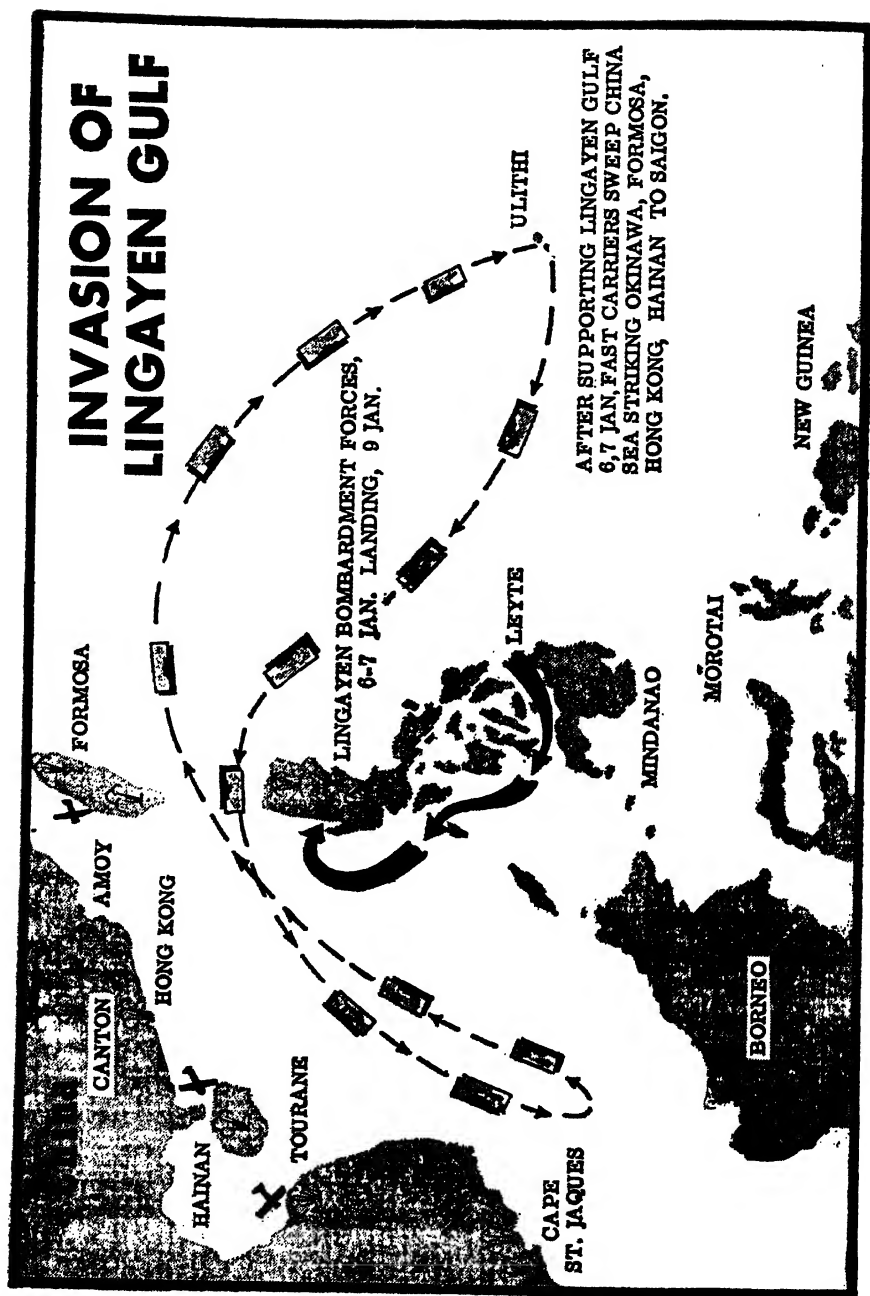 INVASION OF
LINGAYEN GULF
FORMOSA
AMOY
HONG KONG
CANTON
HAINAN
TOURANE
CAPE
ST. JAQUES
LINGAYEN BOMBARDMENT FORCES,
6-7 JAN. LANDING, 9 JAN.
ULITHI
AFTER SUPPORTING LINGAYEN GULF
6,7 JAN, FAST CARRIERS SWEEP CHINA
SEA STRIKING OKINAWA, FORMOSA,
HONG KONG, HAINAN TO SAIGON.
LEYTE
MINDANAO
MOROTAI
NEW GUINEA
BORNEO